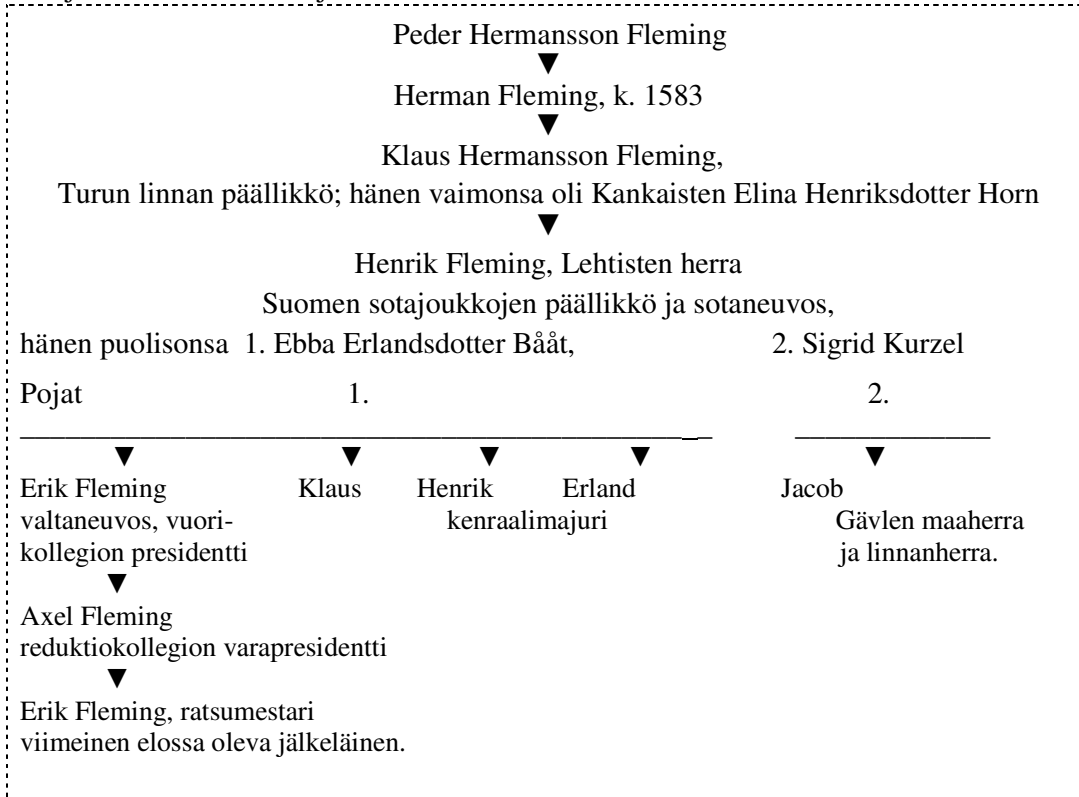 Peder Hermansson Fleming
▼
Herman Fleming, k. 1583
▼
Klaus Hermansson Fleming,
Turun linnan päällikkö; hänen vaimonsa oli Kankaisten Elina Henriksdotter Horn
▼
Henrik Fleming, Lehtisten herra
Suomen sotajoukkojen päällikkö ja sotaneuvos,
hänen puolisonsa 1. Ebba Erlandsdotter Bååt, 2. Sigrid Kurzel
Pojat 1. 2.
▼ ▼ ▼ ▼ ▼
Erik Fleming Klaus Henrik Erland Jacob
valtaneuvos, vuori- kenraalimajuri Gävlen maaherra
kollegion presidentti ja linnanherra.
▼
Axel Fleming
reduktiokollegion varapresidentti
▼
Erik Fleming, ratsumestari
viimeinen elossa oleva jälkeläinen.